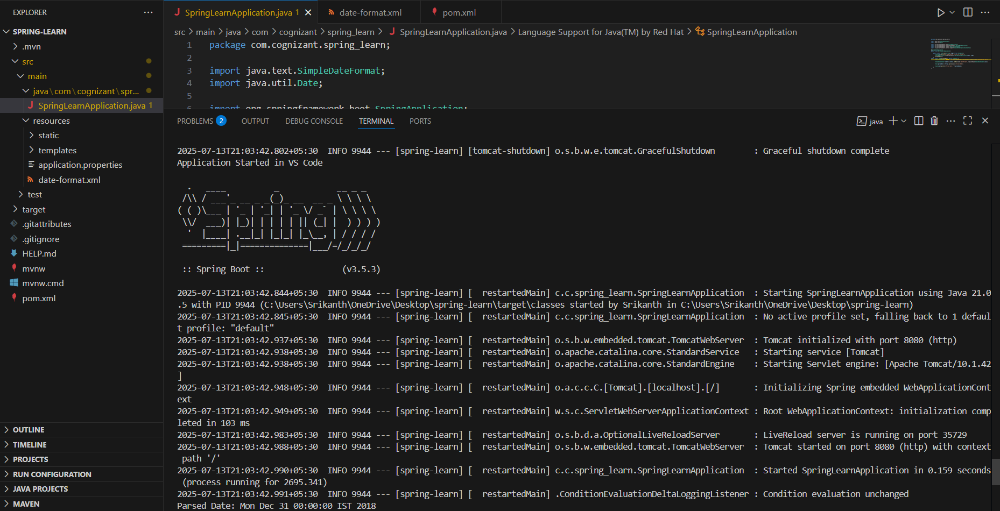 EXPLORER
SPRING-LEARN
.mvn
src
main
java\com\cognizant\spr...
SpringLearnApplication.java 1
resources
static
templates
application.properties
date-format.xml
test
target
.gitattributes
.gitignore
HELP.md
mvnw
mvnw.cmd
pom.xml
OUTLINE
TIMELINE
PROJECTS
RUN CONFIGURATION
JAVA PROJECTS
MAVEN
SpringLearnApplication.java 1
date-format.xml
pom.xml
src > main > java > com > cognizant > spring_learn > SpringLearnApplication.java > Language Support for Java(TM) by Red Hat > SpringLearnApplication
1 package com.cognizant.spring_learn;
2
3 import java.text.SimpleDateFormat;
4 import java.util.Date;
5
6 import org.springframework.boot.SpringApplication;
PROBLEMS 2 OUTPUT DEBUG CONSOLE TERMINAL PORTS
java
2025-07-13T21:03:42.802+05:30  INFO 9944 --- [spring-learn] [tomcat-shutdown] o.s.b.w.e.tomcat.GracefulShutdown        : Graceful shutdown complete
Application Started in VS Code
  .   ____          _            __ _ _
 /\\ / ___'_ __ _ _(_)_ __  __ _ \ \ \ \
( ( )\___ | '_ | '_| | '_ \/ _` | \ \ \ \
 \\/  ___)| |_)| | | | | || (_| |  ) ) ) )
  '  |____| .__|_| |_|_| |_\__, | / / / /
 =========|_|==============|___/=/_/_/_/
 :: Spring Boot ::                (v3.5.3)
2025-07-13T21:03:42.844+05:30  INFO 9944 --- [spring-learn] [  restartedMain] c.c.spring_learn.SpringLearnApplication  : Starting SpringLearnApplication using Java 21.0
.5 with PID 9944 (C:\Users\Srikanth\OneDrive\Desktop\spring-learn\target\classes started by Srikanth in C:\Users\Srikanth\OneDrive\Desktop\spring-learn)
2025-07-13T21:03:42.845+05:30  INFO 9944 --- [spring-learn] [  restartedMain] c.c.spring_learn.SpringLearnApplication  : No active profile set, falling back to 1 defaul
t profile: "default"
2025-07-13T21:03:42.937+05:30  INFO 9944 --- [spring-learn] [  restartedMain] o.s.b.w.embedded.tomcat.TomcatWebServer  : Tomcat initialized with port 8080 (http)
2025-07-13T21:03:42.938+05:30  INFO 9944 --- [spring-learn] [  restartedMain] o.apache.catalina.core.StandardService   : Starting service [Tomcat]
2025-07-13T21:03:42.938+05:30  INFO 9944 --- [spring-learn] [  restartedMain] o.apache.catalina.core.StandardEngine    : Starting Servlet engine: [Apache Tomcat/10.1.42
]
2025-07-13T21:03:42.948+05:30  INFO 9944 --- [spring-learn] [  restartedMain] o.a.c.c.C.[Tomcat].[localhost].[/]       : Initializing Spring embedded WebApplicationCont
ext
2025-07-13T21:03:42.949+05:30  INFO 9944 --- [spring-learn] [  restartedMain] w.s.c.ServletWebServerApplicationContext : Root WebApplicationContext: initialization comp
leted in 103 ms
2025-07-13T21:03:42.983+05:30  INFO 9944 --- [spring-learn] [  restartedMain] o.s.b.d.a.OptionalLiveReloadServer       : LiveReload server is running on port 35729
2025-07-13T21:03:42.988+05:30  INFO 9944 --- [spring-learn] [  restartedMain] o.s.b.w.embedded.tomcat.TomcatWebServer  : Tomcat started on port 8080 (http) with context
 path '/'
2025-07-13T21:03:42.990+05:30  INFO 9944 --- [spring-learn] [  restartedMain] c.c.spring_learn.SpringLearnApplication  : Started SpringLearnApplication in 0.159 seconds
 (process running for 2695.341)
2025-07-13T21:03:42.991+05:30  INFO 9944 --- [spring-learn] [  restartedMain] .ConditionEvaluationDeltaLoggingListener : Condition evaluation unchanged
Parsed Date: Mon Dec 31 00:00:00 IST 2018